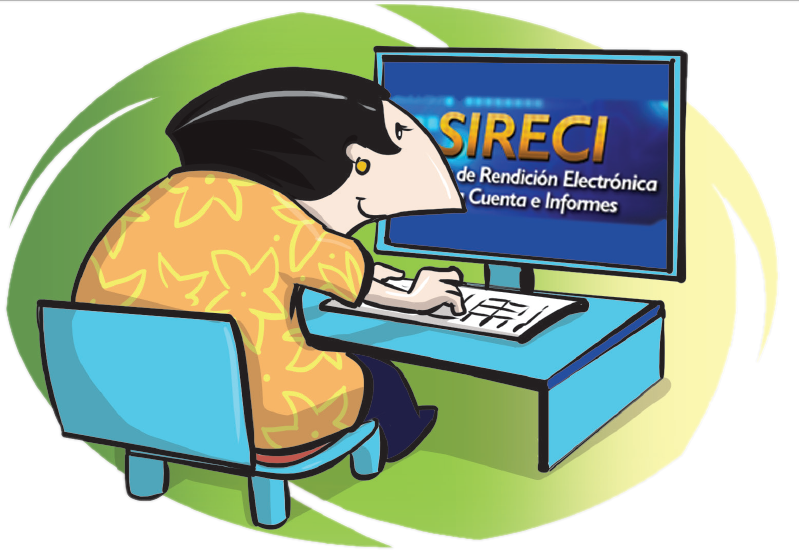 SIRECI
de Rendición Electrónica
Cuenta e Informes